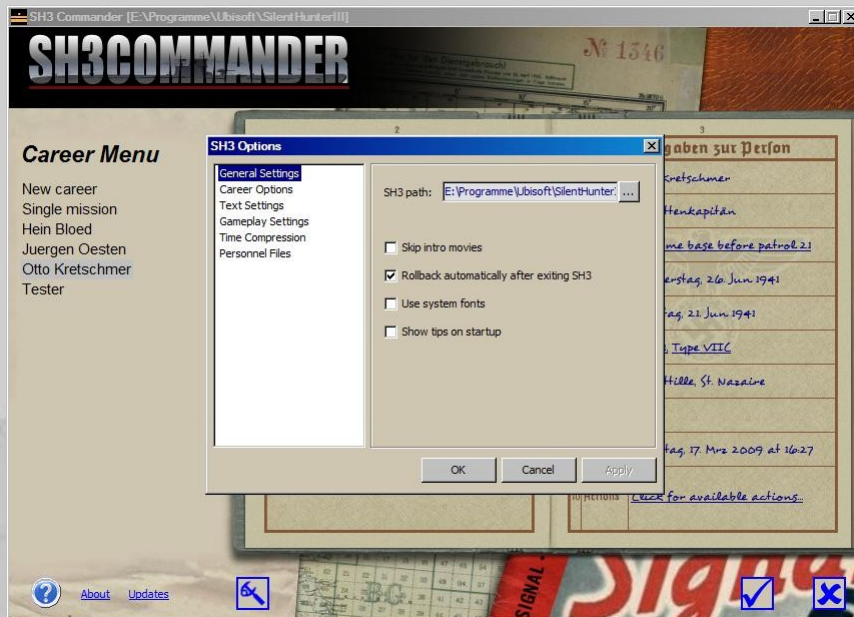 SH3 Commander [E:\Programme\Ubisoft\SilentHunterIII]
SH3COMMANDER
№ 1346
Career Menu
New career
Single mission
Hein Bloed
Juergen Oesten
Otto Kretschmer
Tester
2
3
gaben zur Person
Kretschmer
ttenkapitän
me base before patrol 21
erstag, 26. Jun 1941
ag, 21. Jun 1941
, Type VIIC
Hille, St. Nazaire
tag, 17. Mrz 2009 at 16:27
10 Actions
Click for available actions...
SH3 Options
General Settings
Career Options
Text Settings
Gameplay Settings
Time Compression
Personnel Files
SH3 path:
E:\Programme\Ubisoft\SilentHunter
...
Skip intro movies
Rollback automatically after exiting SH3
Use system fonts
Show tips on startup
OK
Cancel
Apply
About
Updates
SIGNAL
Signal